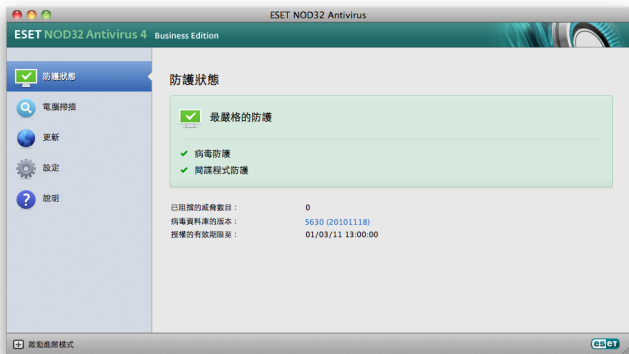 ESET NOD32 Antivirus
ESET NOD32 Antivirus 4 Business Edition
防護狀態
電腦掃描
更新
設定
說明
防護狀態
最嚴格的防護
病毒防護
間諜程式防護
已阻擋的威脅數目： 0
病毒資料庫的版本： 5630 (20101118)
授權的有效期限至： 01/03/11 13:00:00
啟動進階模式
eseT